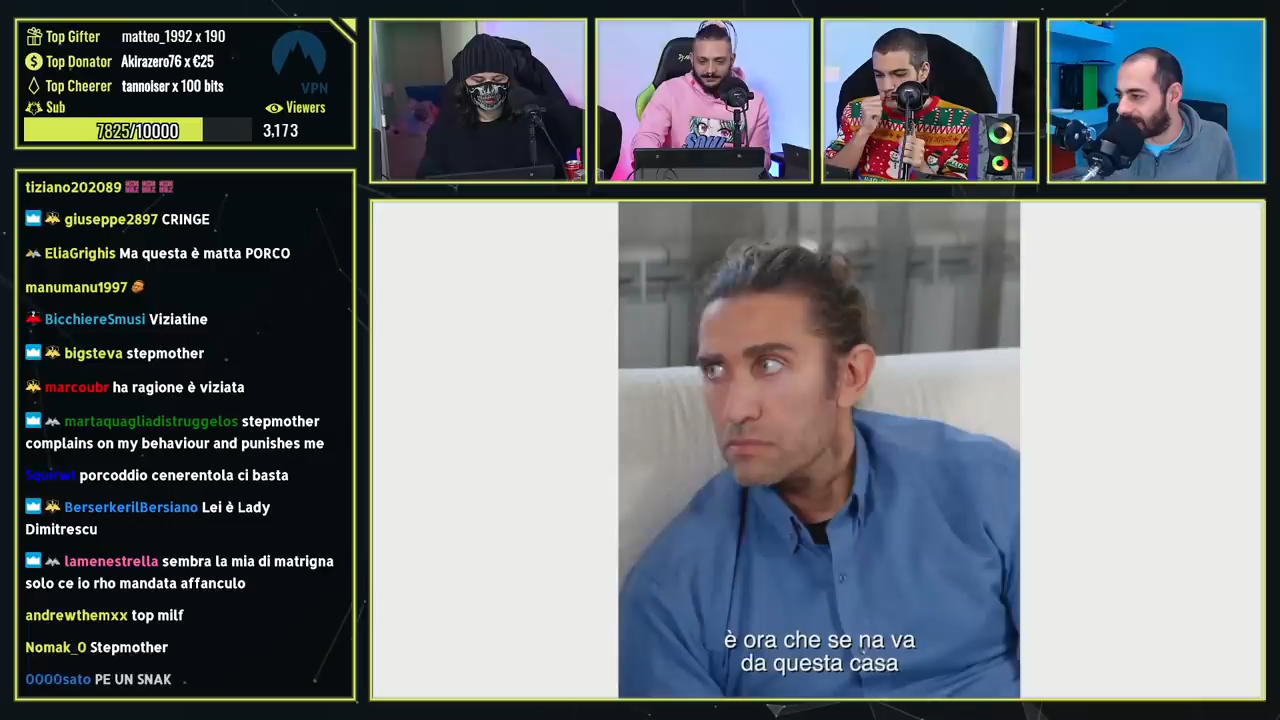 Top Gifter matteo_1992 x 190
Top Donator Akirazero76 x €25
Top Cheerer tannoiser x 100 bits
VPN
Sub
Viewers
7825/10000
3,173
tiziano202089
giuseppe2897 CRINGE
EliaGrighis Ma questa è matta PORCO
manumanu1997
BicchiereSmusi Viziatine
bigsteva stepmother
marcoubr ha ragione è viziata
martaquagliadistruggelos stepmother
complains on my behaviour and punishes me
Squirwt porcoddio cenerentola ci basta
BerserkerilBersiano Lei è Lady
Dimitrescu
lamenestrella sembra la mia di matrigna
solo ce io rho mandata affanculo
andrewthemxx top milf
Nomak_0 Stepmother
0000sato PE UN SNAK
è ora che se na va
da questa casa